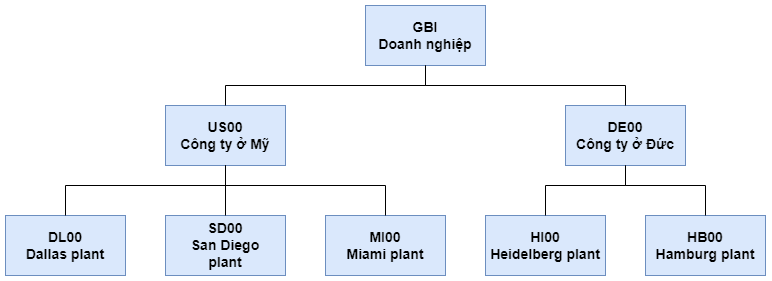 GBI
Doanh nghiệp
US00
Công ty ở Mỹ
DE00
Công ty ở Đức
DL00
Dallas plant
SD00
San Diego
plant
MI00
Miami plant
HI00
Heidelberg plant
HB00
Hamburg plant